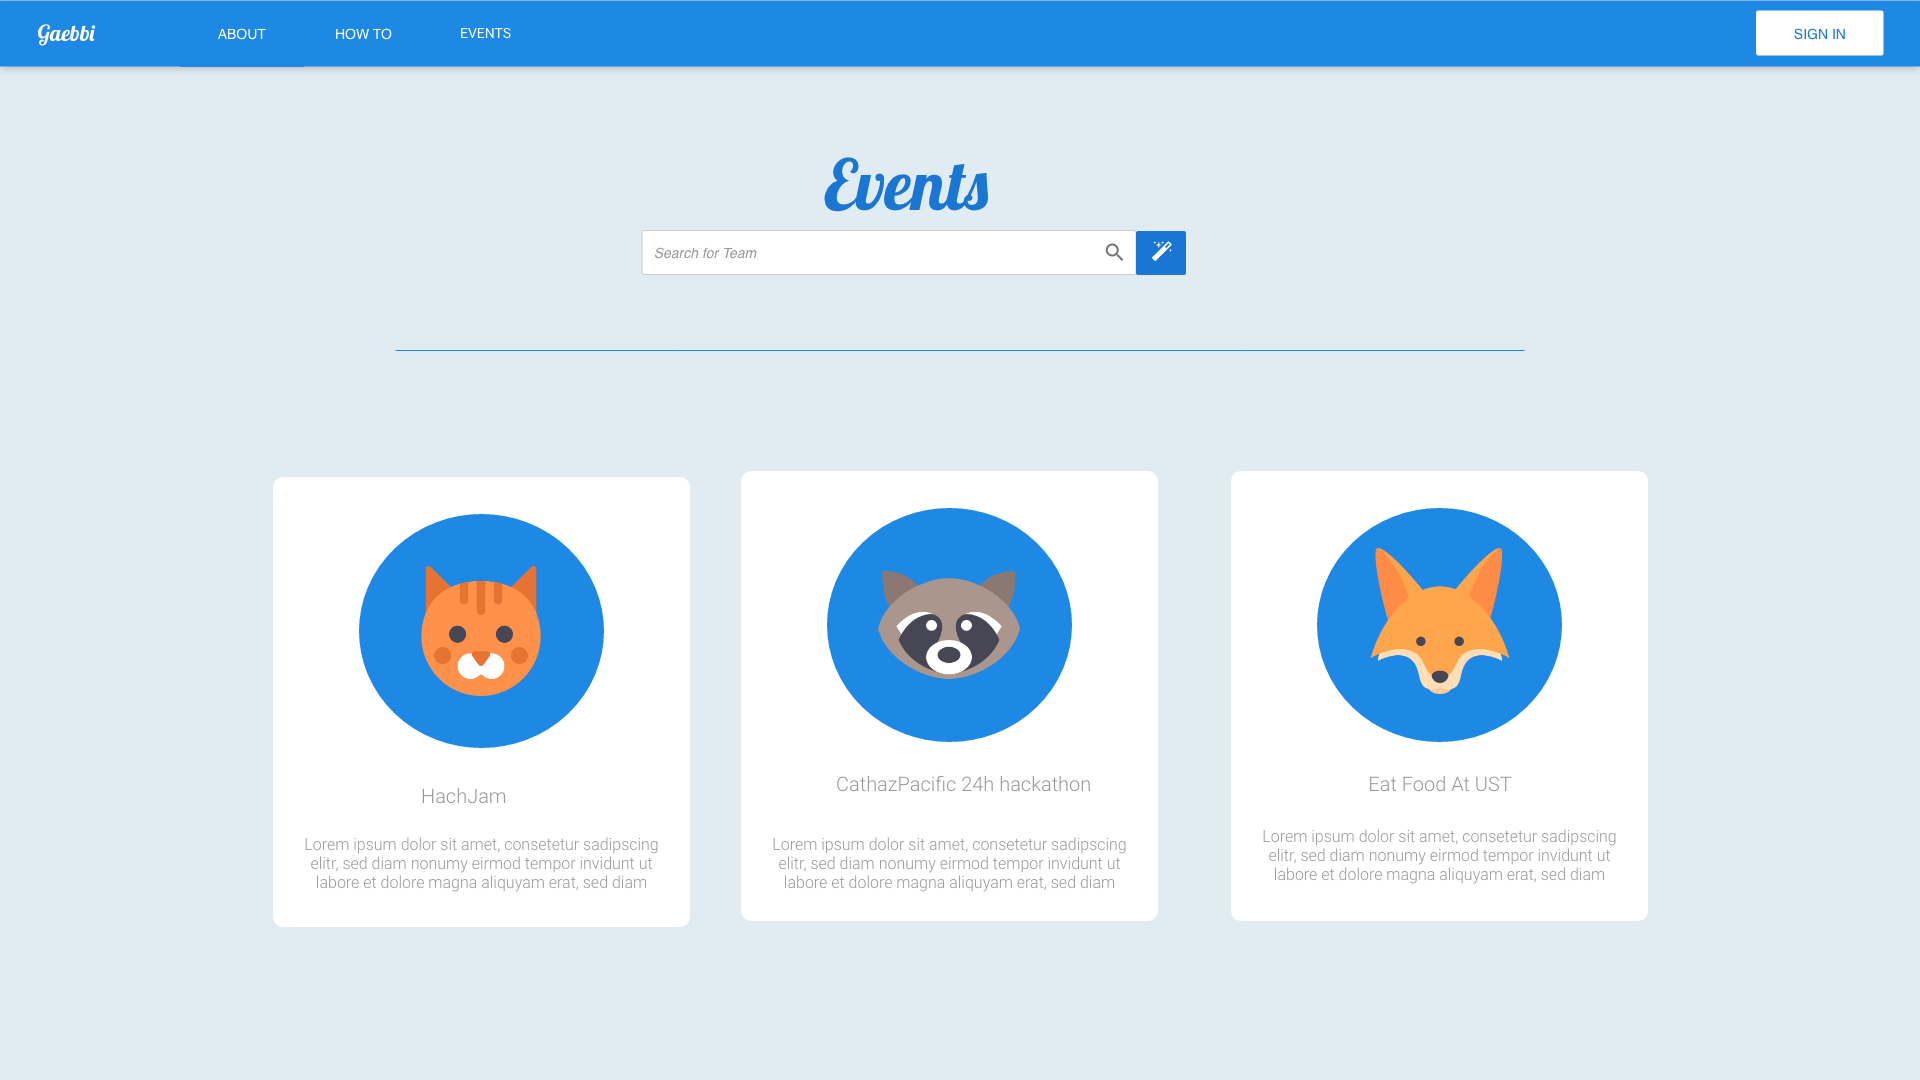 Gaebbi
ABOUT
HOW TO
EVENTS
SIGN IN
Events
Search for Team
HachJam
Lorem ipsum dolor sit amet, consetetur sadipscing
elitr, sed diam nonumy eirmod tempor invidunt ut
labore et dolore magna aliquyam erat, sed diam
CathazPacific 24h hackathon
Lorem ipsum dolor sit amet, consetetur sadipscing
elitr, sed diam nonumy eirmod tempor invidunt ut
labore et dolore magna aliquyam erat, sed diam
Eat Food At UST
Lorem ipsum dolor sit amet, consetetur sadipscing
elitr, sed diam nonumy eirmod tempor invidunt ut
labore et dolore magna aliquyam erat, sed diam